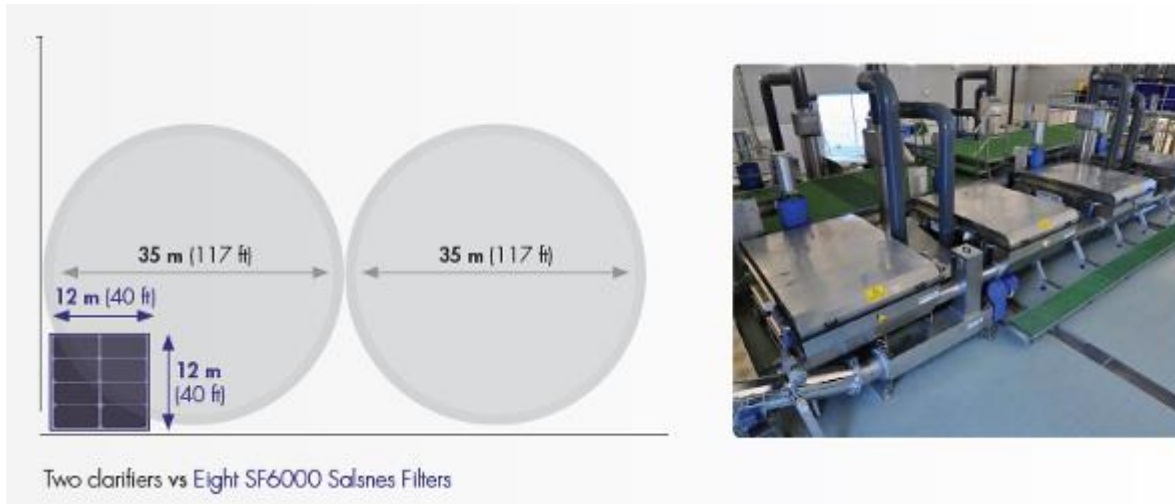 35 m (117 ft)
35 m (117 ft)
12 m (40 ft)
12 m
(40 ft)
Two clarifiers vs Eight SF6000 Salsnes Filters